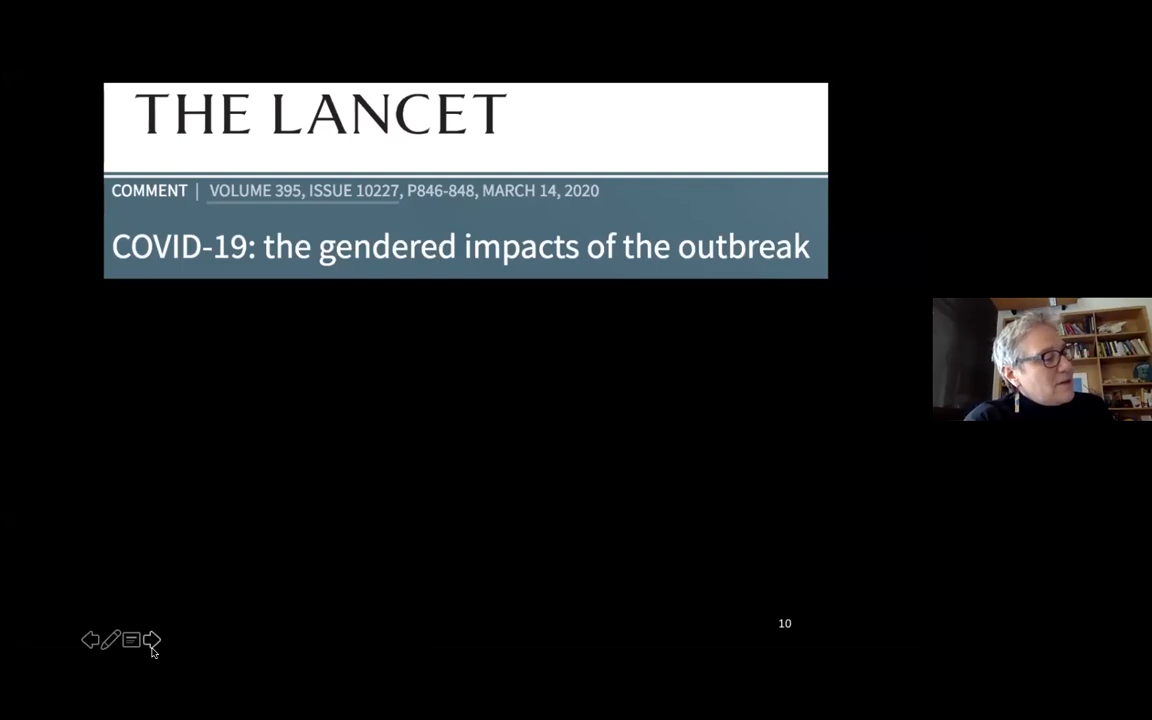 THE LANCET
COMMENT | VOLUME 395, ISSUE 10227, P846-848, MARCH 14, 2020
COVID-19: the gendered impacts of the outbreak
10